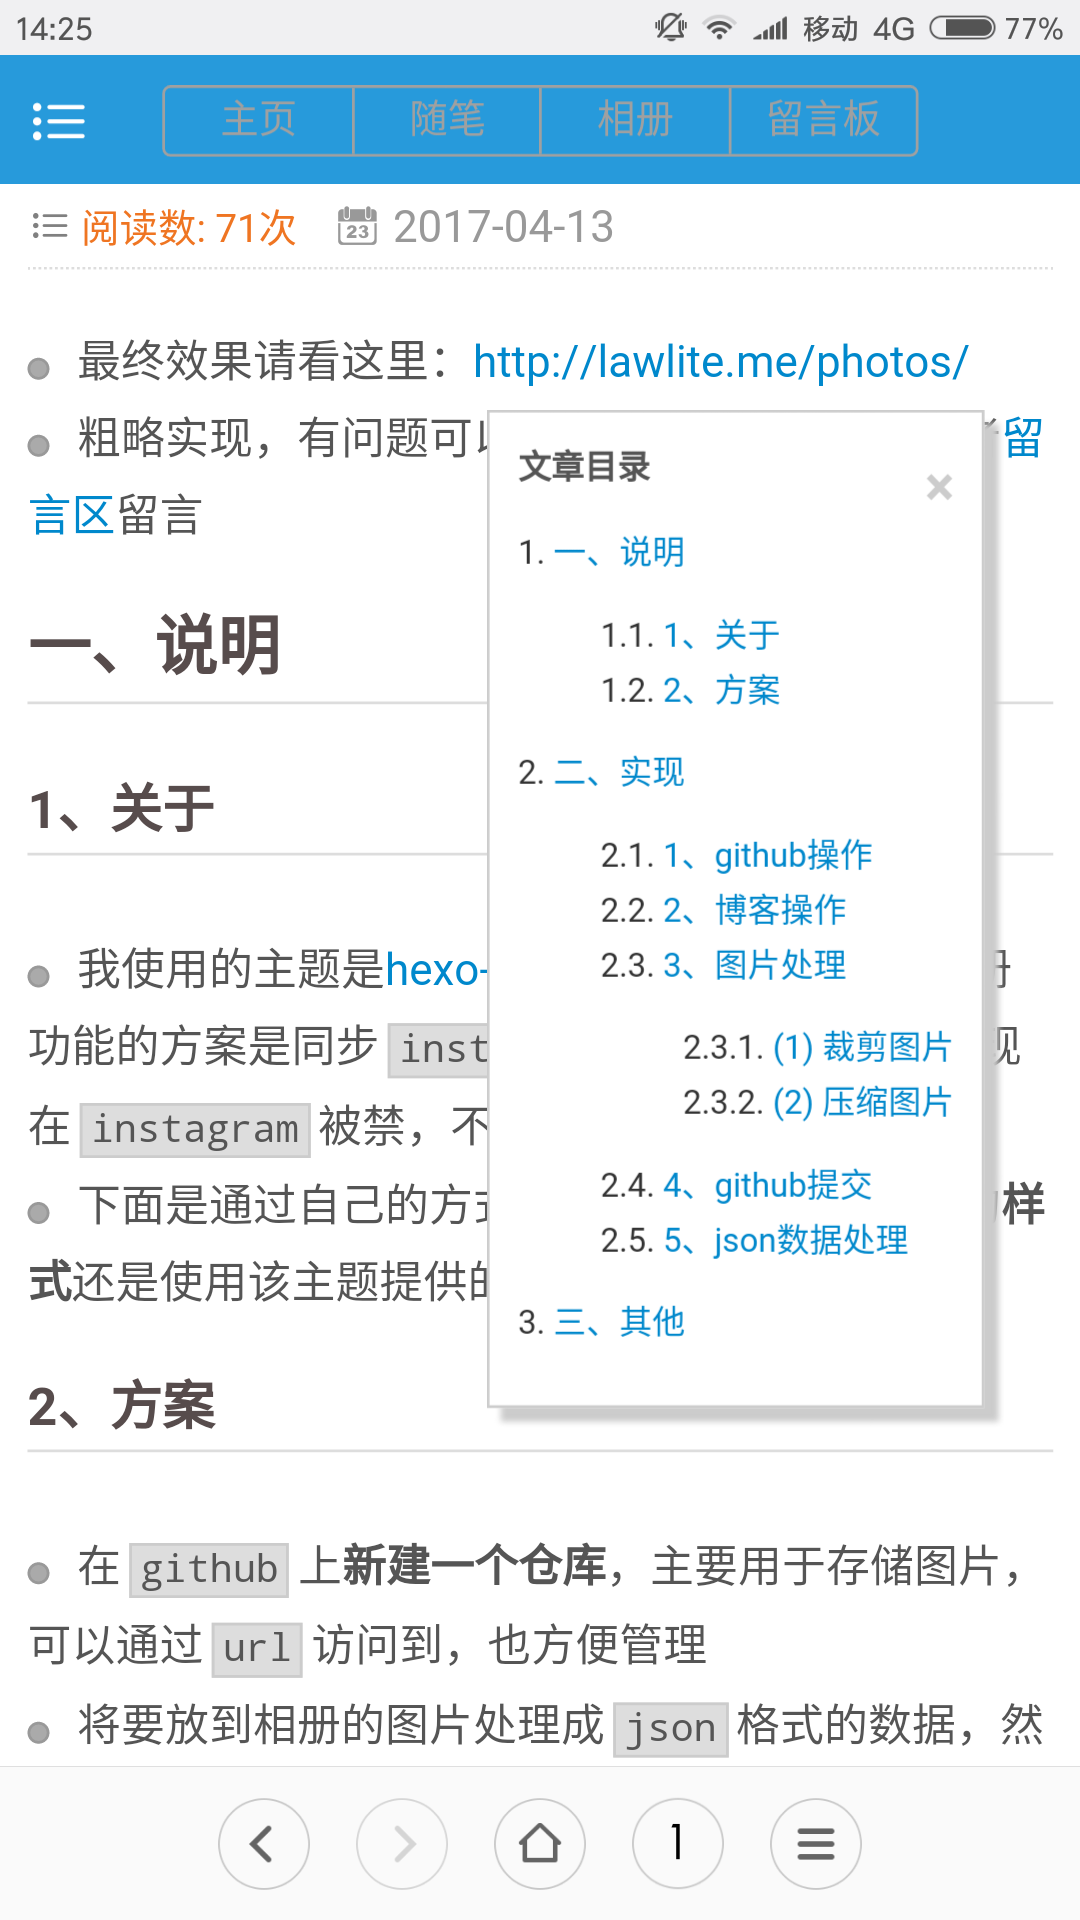 14:25 移动 4G 77%
主页 随笔 相册 留言板
阅读数: 71次 23 2017-04-13
最终效果请看这里：http://lawlite.me/photos/
粗略实现，有问题可 留
言区留言
一、说明
1、关于
我使用的主题是hexo-
功能的方案是同步 inst 现
在 instagram 被禁，不
下面是通过自己的方式 样
式还是使用该主题提供的
2、方案
在 github 上新建一个仓库，主要用于存储图片，
可以通过 url 访问到，也方便管理
将要放到相册的图片处理成 json 格式的数据，然
文章目录 ×
1. 一、说明
1.1. 1、关于
1.2. 2、方案
2. 二、实现
2.1. 1、github操作
2.2. 2、博客操作
2.3. 3、图片处理
2.3.1. (1) 裁剪图片
2.3.2. (2) 压缩图片
2.4. 4、github提交
2.5. 5、json数据处理
3. 三、其他
1